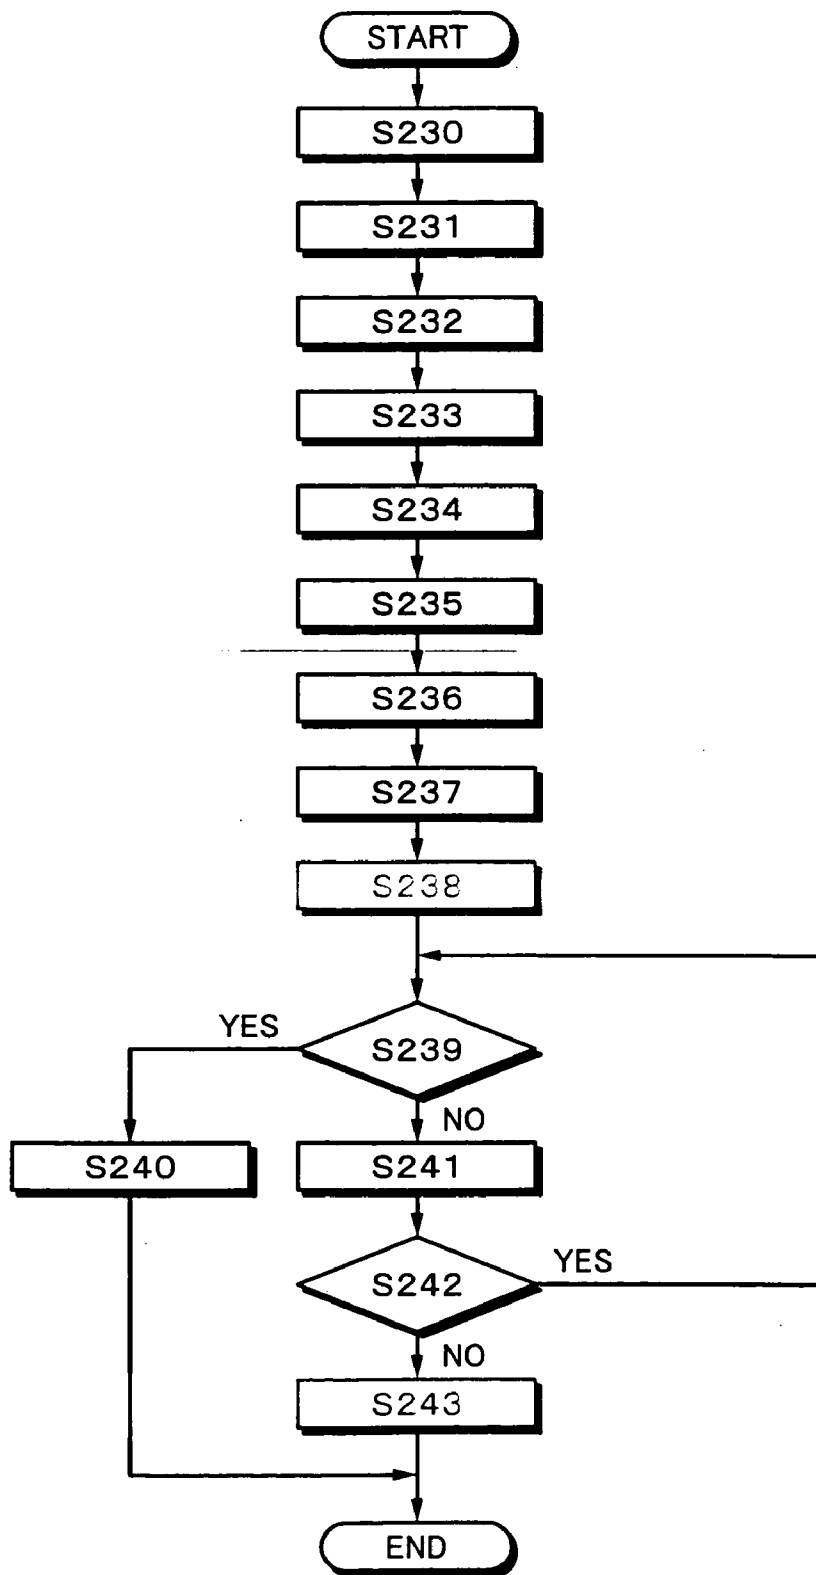 START
S230
S231
S232
S233
S234
S235
S236
S237
S238
YES
S239
NO
S240
S241
S242
YES
NO
S243
END